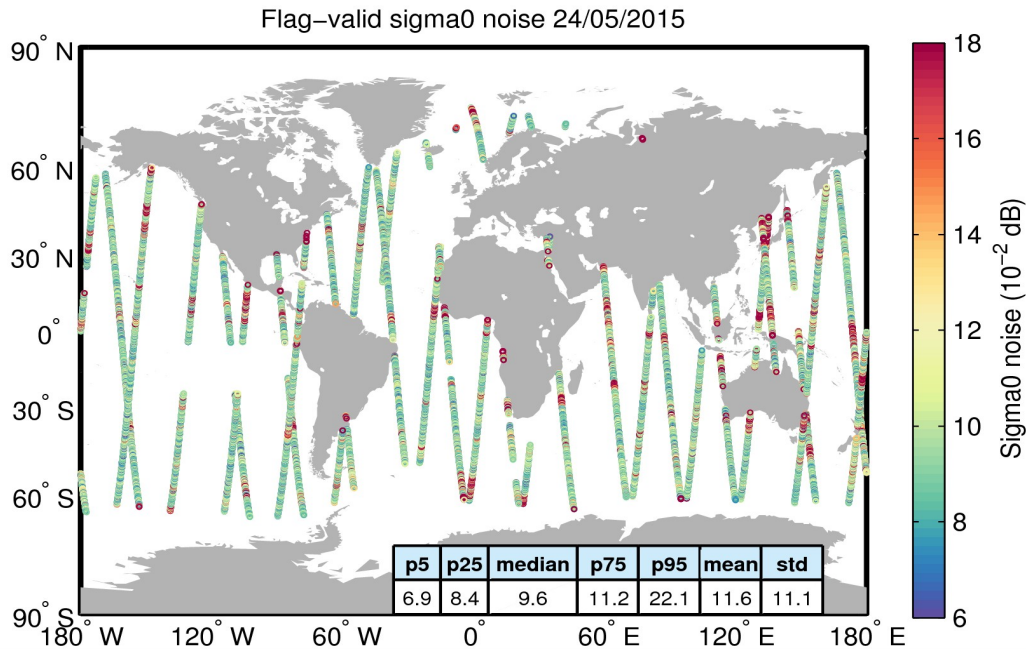 Flag−valid sigma0 noise 24/05/2015
90° N
60° N
30° N
0°
30° S
60° S
90° S
180° W
120° W
60° W
0°
60° E
120° E
180° E
p5 p25 median p75 p95 mean std
6.9 8.4 9.6 11.2 22.1 11.6 11.1
18
16
14
12
10
8
6
Sigma0 noise (10⁻² dB)